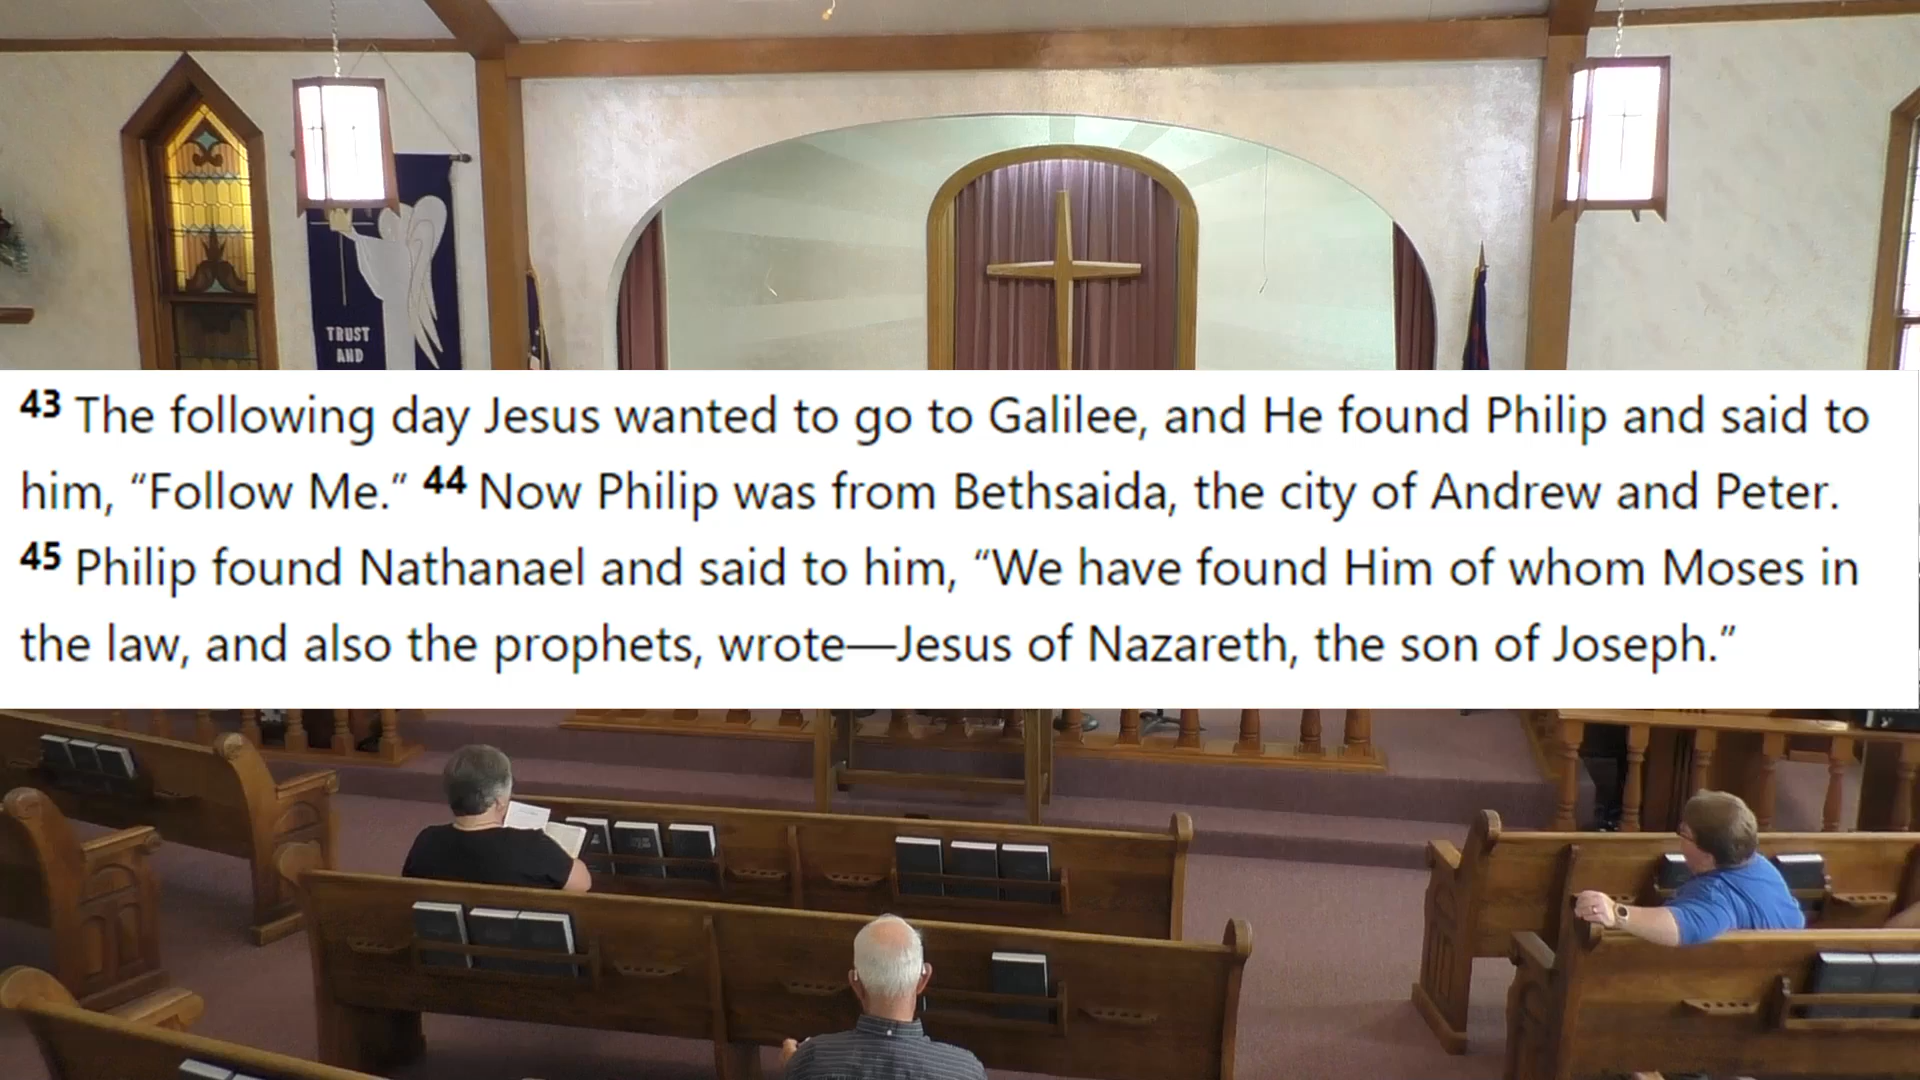 TRUST
AND
43 The following day Jesus wanted to go to Galilee, and He found Philip and said to
him, “Follow Me.” 44 Now Philip was from Bethsaida, the city of Andrew and Peter.
45 Philip found Nathanael and said to him, “We have found Him of whom Moses in
the law, and also the prophets, wrote—Jesus of Nazareth, the son of Joseph.”